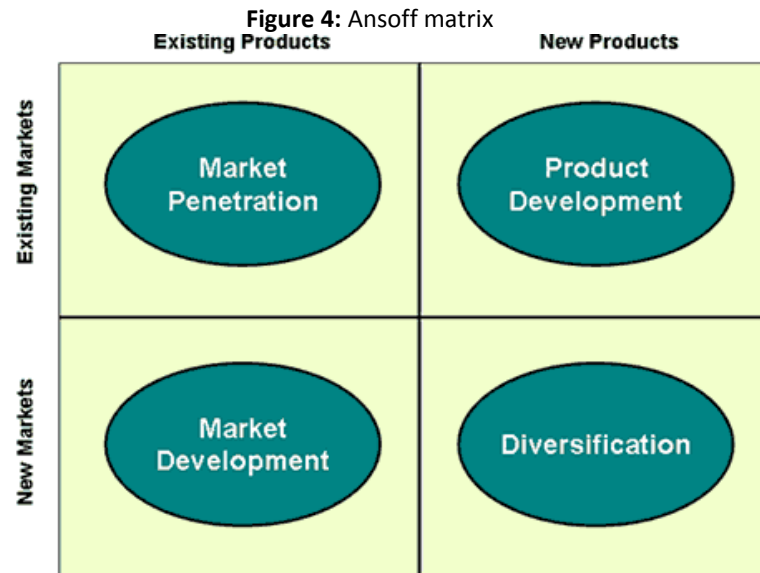 Figure 4: Ansoff matrix
Existing Products New Products
Existing Markets
Market
Penetration
Product
Development
New Markets
Market
Development
Diversification